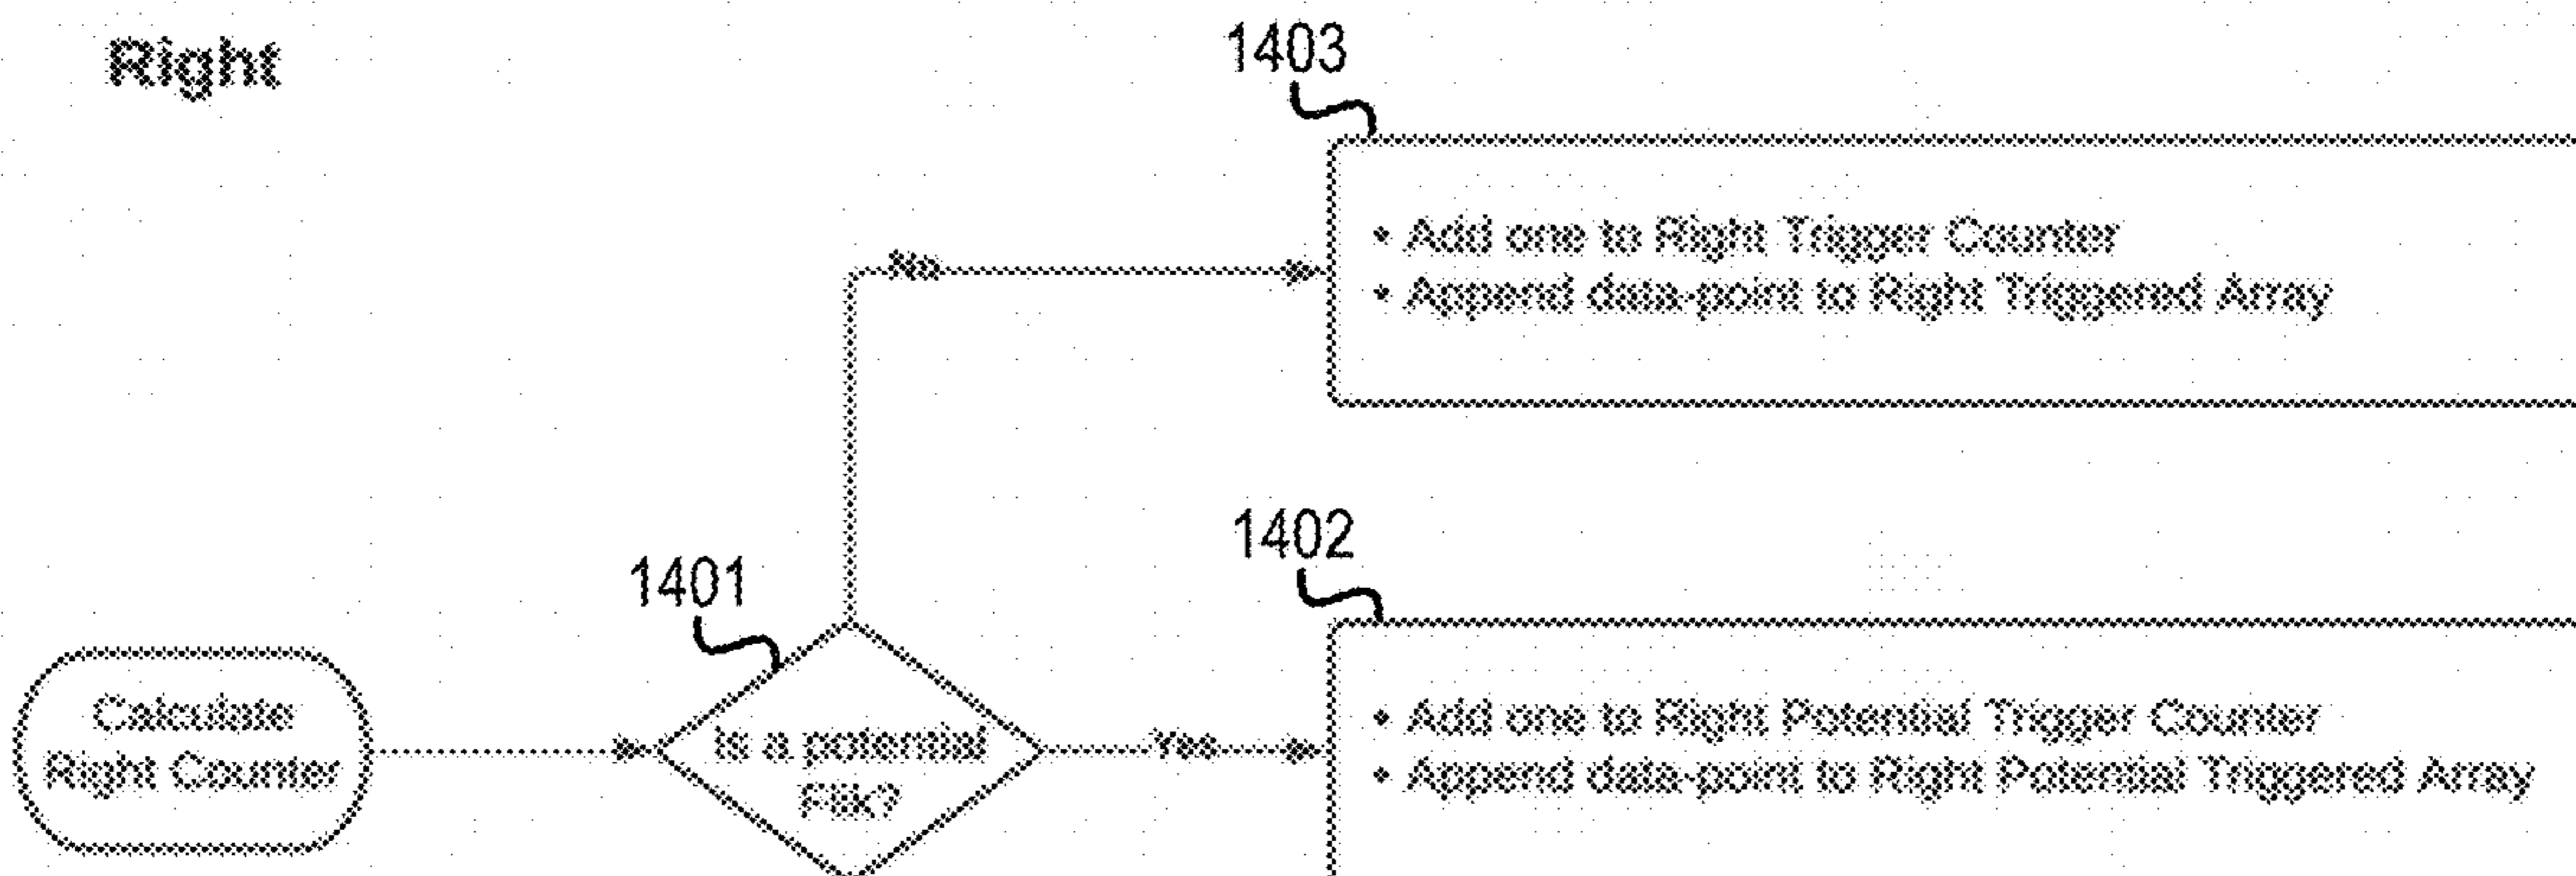 Right
1403
No
• Add one to Right Trigger Counter
• Append data-point to Right Triggered Array
1402
1401
Calculate
Right Counter
Is a potential
Flik?
Yes
• Add one to Right Potential Trigger Counter
• Append data-point to Right Potential Triggered Array